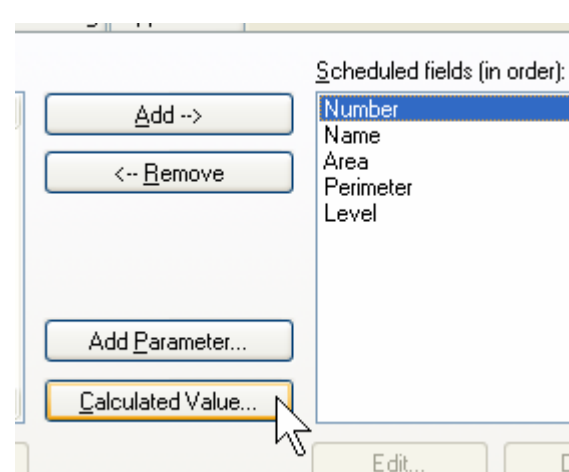 Scheduled fields (in order):
Add -->
<-- Remove
Add Parameter...
Calculated Value...
Number
Name
Area
Perimeter
Level
Edit...